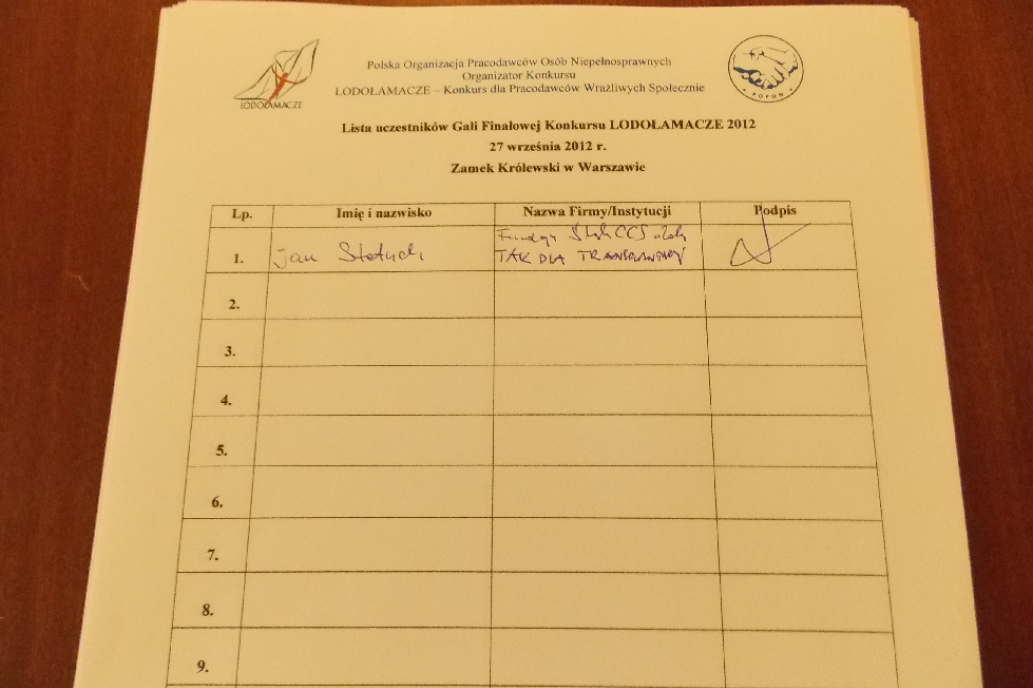 Polska Organizacja Pracodawców Osób Niepełnosprawnych
Organizator Konkursu
LODOŁAMACZE – Konkurs dla Pracodawców Wrażliwych Społecznie
LODOŁAMACZE
POPON
Lista uczestników Gali Finałowej Konkursu LODOŁAMACZE 2012
27 września 2012 r.
Zamek Królewski w Warszawie
Lp. Imię i nazwisko Nazwa Firmy/Instytucji Podpis
1. Jan TAK DLA
2.
3.
4.
5.
6.
7.
8.
9.